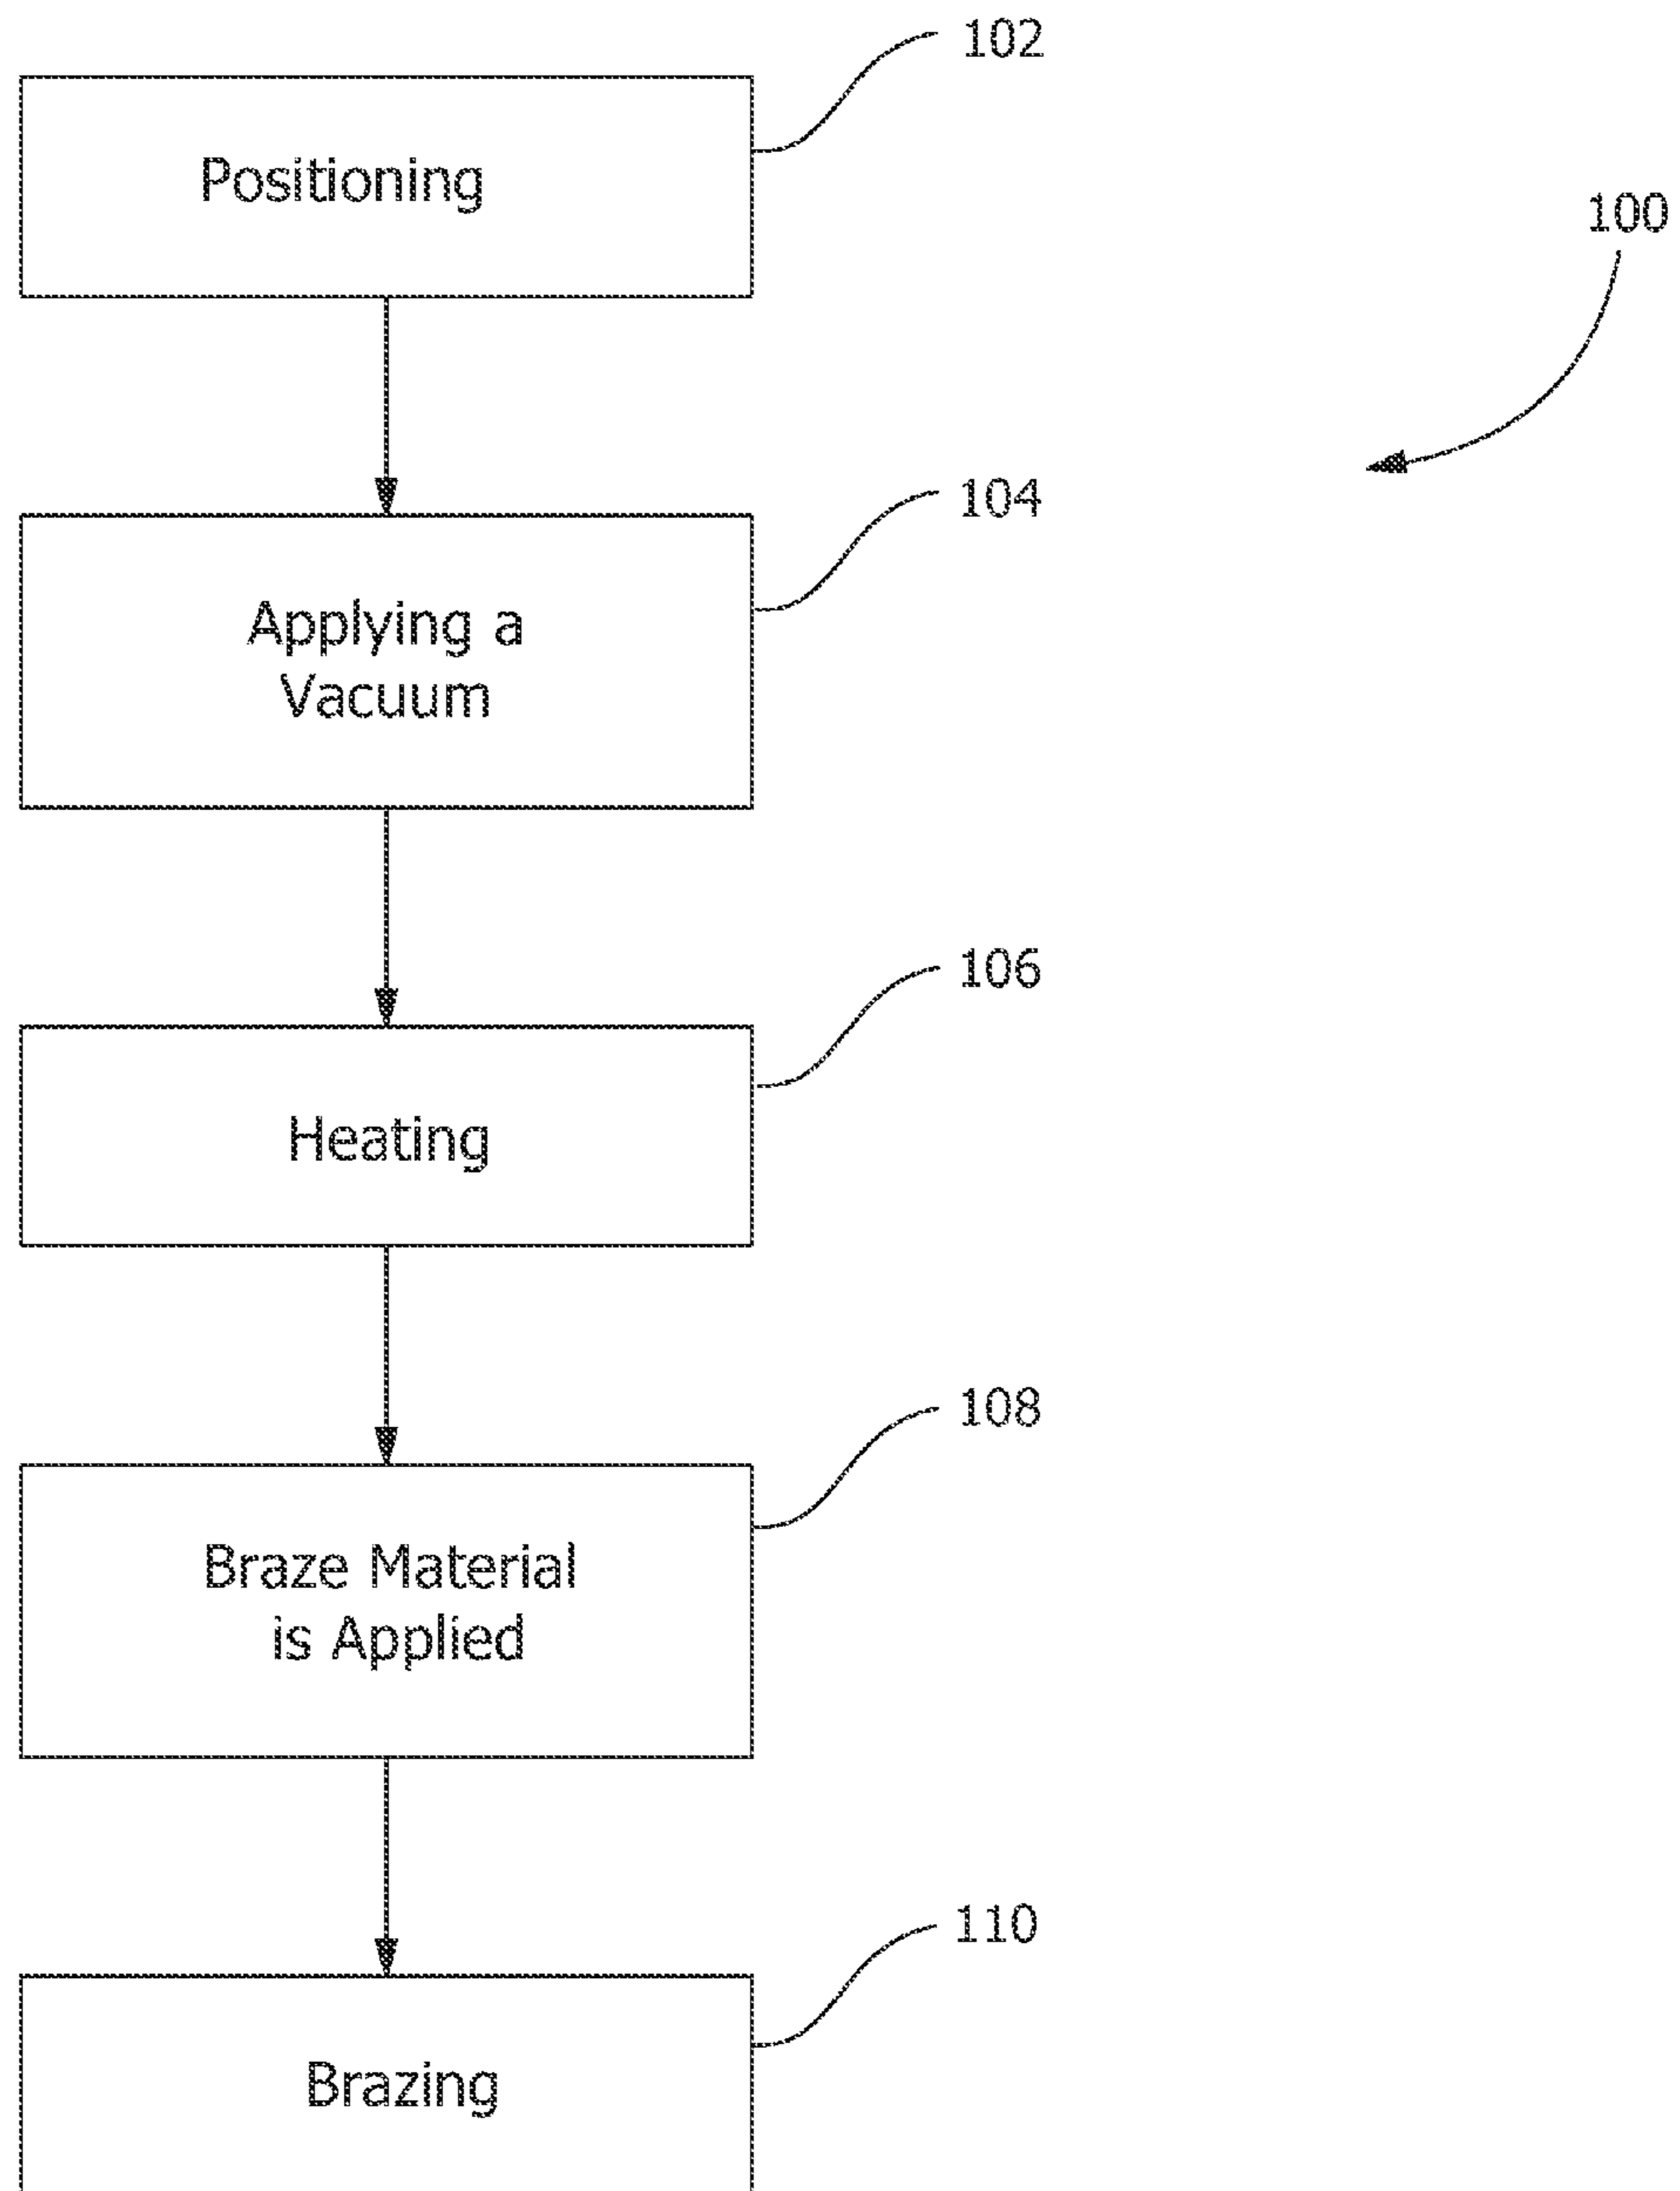 102
Positioning
100
104
Applying a
Vacuum
106
Heating
108
Braze Material
is Applied
110
Brazing